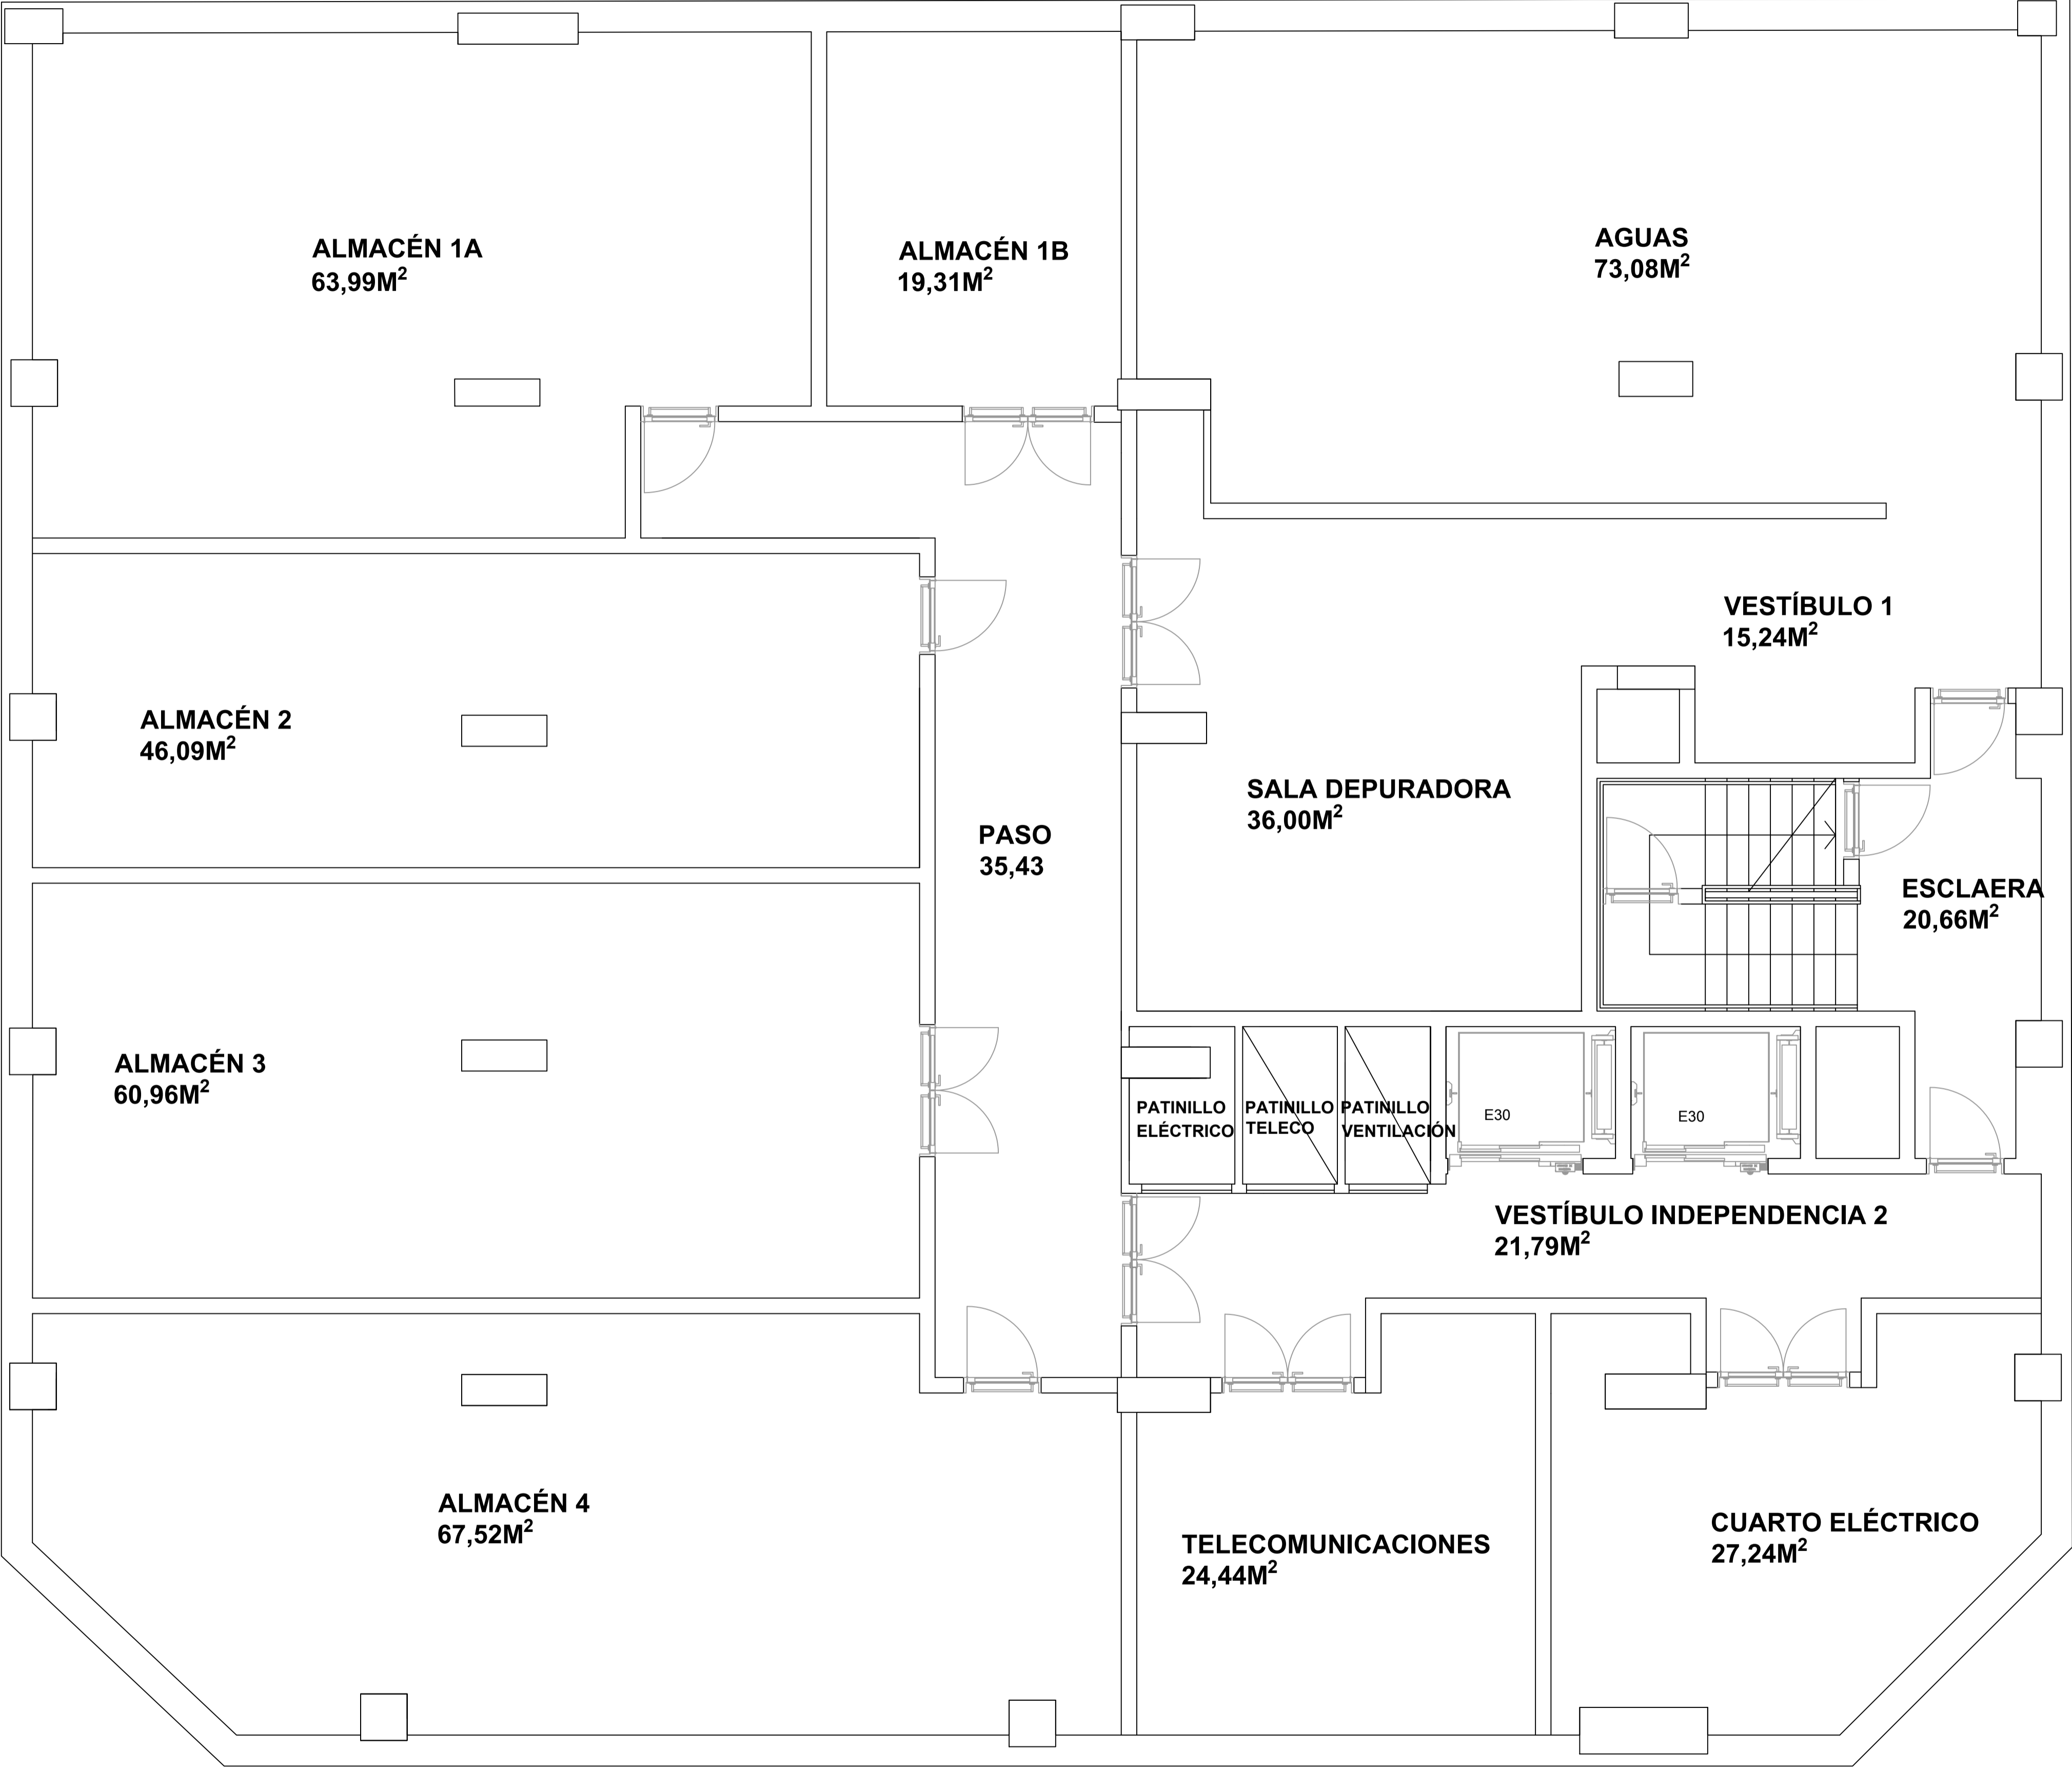 ALMACÉN 1A
63,99M²
ALMACÉN 1B
19,31M²
AGUAS
73,08M²
VESTÍBULO 1
15,24M²
ALMACÉN 2
46,09M²
SALA DEPURADORA
36,00M²
PASO
35,43
ESCLAERA
20,66M²
ALMACÉN 3
60,96M²
PATINILLO
ELÉCTRICO
PATINILLO
TELECO
PATINILLO
VENTILACIÓN
E30
E30
VESTÍBULO INDEPENDENCIA 2
21,79M²
ALMACÉN 4
67,52M²
TELECOMUNICACIONES
24,44M²
CUARTO ELÉCTRICO
27,24M²